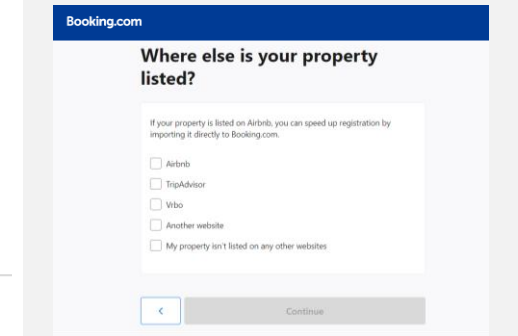 Booking.com
Where else is your property
listed?
If your property is listed on Airbnb, you can speed up registration by
importing it directly to Booking.com.
Airbnb
TripAdvisor
Vrbo
Another website
My property isn't listed on any other websites
Continue